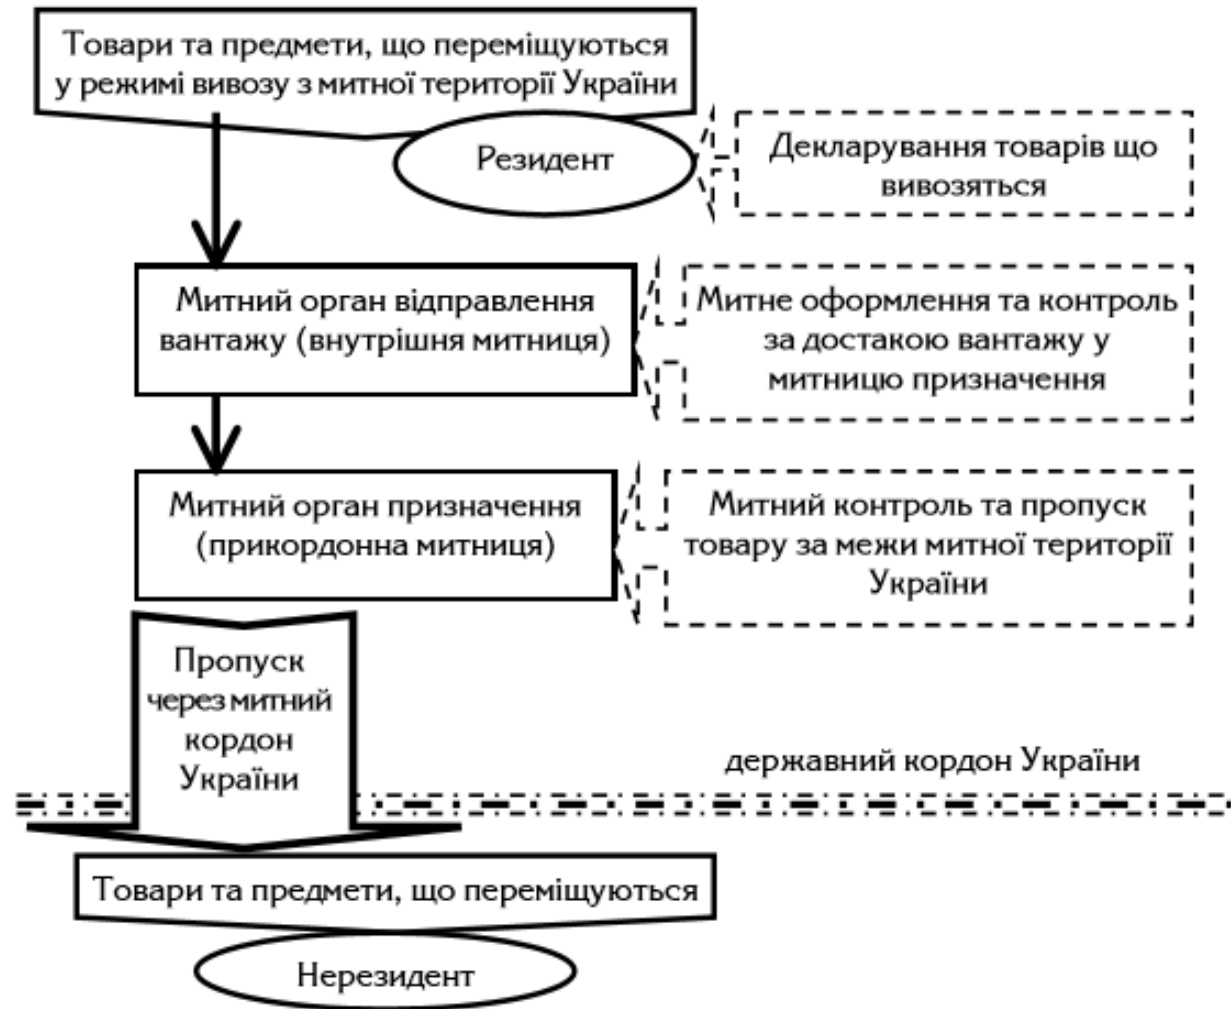 Товари та предмети, що переміщуються
у режимі вивозу з митної території України
Резидент
Декларування товарів що
вивозяться
Митний орган відправлення
вантажу (внутрішня митниця)
Митне оформлення та контроль
за достакою вантажу у
митницю призначення
Митний орган призначення
(прикордонна митниця)
Митний контроль та пропуск
товару за межи митної території
України
Пропуск
через митний
кордон
України
державний кордон України
Товари та предмети, що переміщуються
Нерезидент